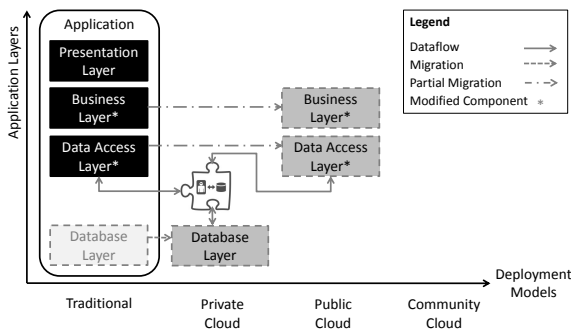 Application
Presentation
Layer
Business
Layer*
Data Access
Layer*
Database
Layer
Database
Layer
Business
Layer*
Data Access
Layer*
Legend
Dataflow
Migration
Partial Migration
Modified Component *
Application Layers
Traditional
Private
Cloud
Public
Cloud
Community
Cloud
Deployment
Models